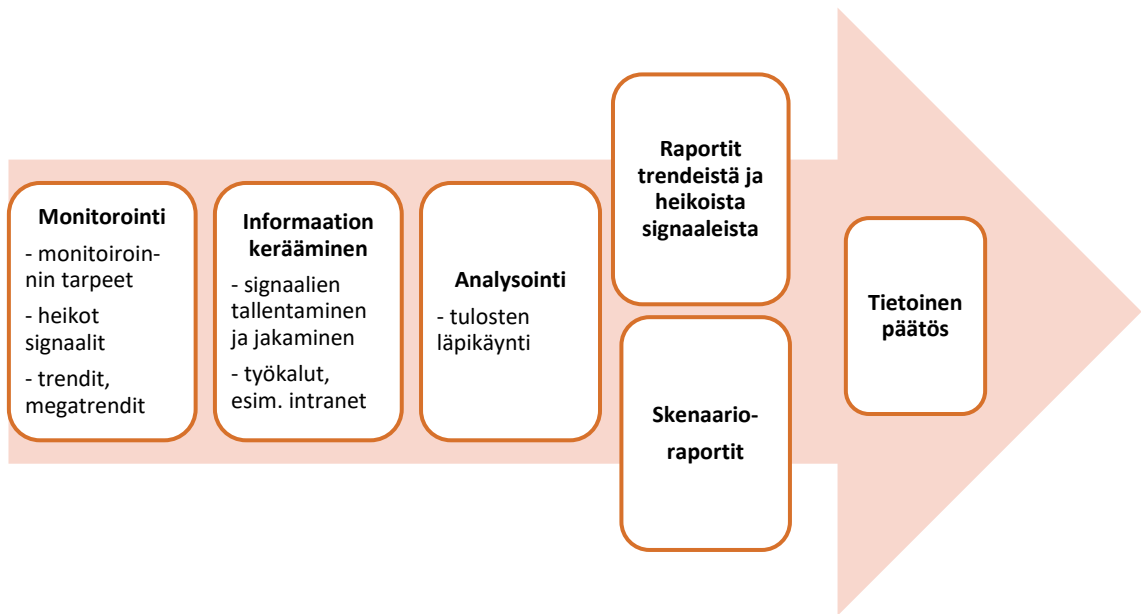 Monitorointi
- monitoiroin-
nin tarpeet
- heikot
signaalit
- trendit,
megatrendit
Informaation
kerääminen
- signaalien
tallentaminen
ja jakaminen
- työkalut,
esim. intranet
Analysointi
- tulosten
läpikäynti
Raportit
trendeistä ja
heikoista
signaaleista
Skenaario-
raportit
Tietoinen
päätös